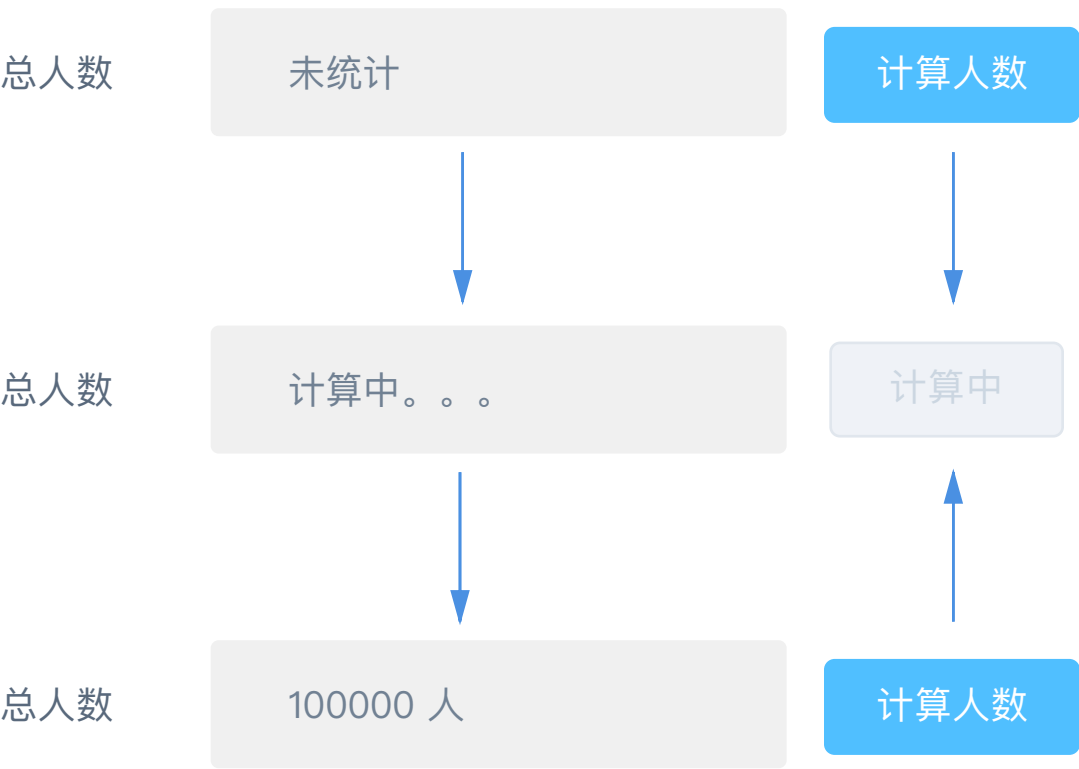 总人数 未统计 计算人数
总人数 计算中。。。 计算中
总人数 100000 人 计算人数